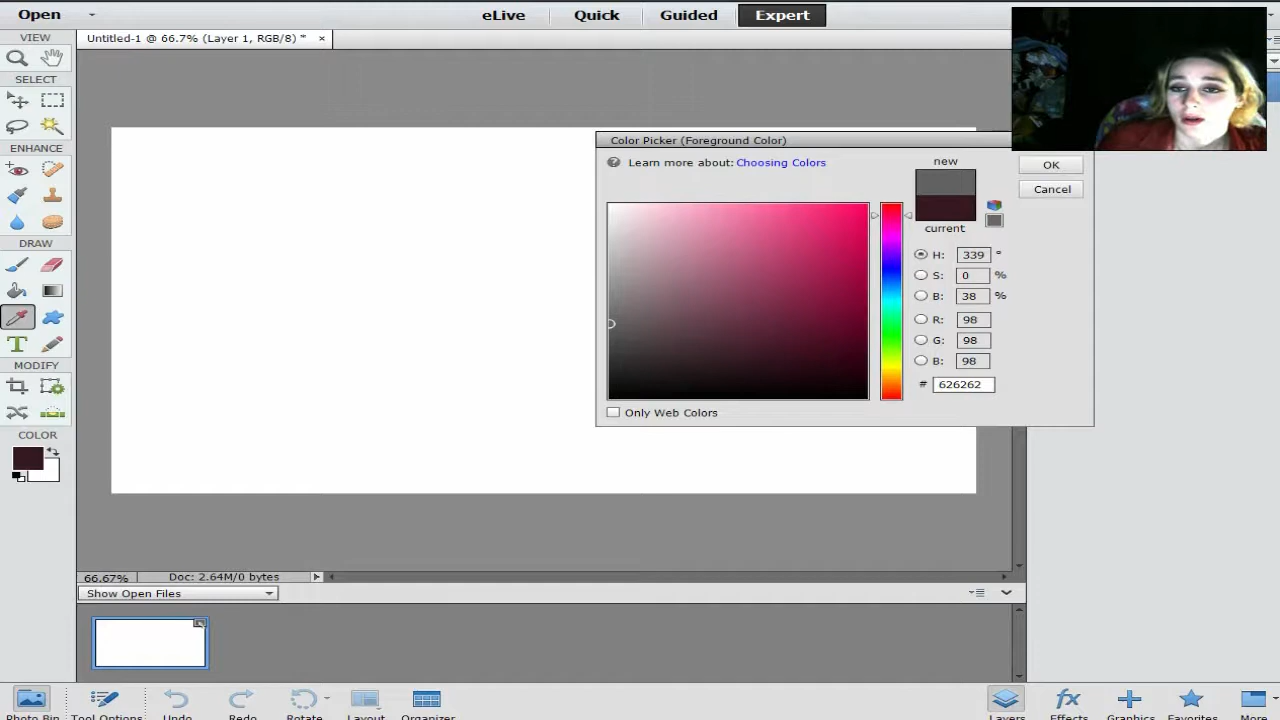 Open
eLive
Quick
Guided
Expert
VIEW
Untitled-1 @ 66.7% (Layer 1, RGB/8) * ×
SELECT
ENHANCE
DRAW
T
MODIFY
COLOR
Color Picker (Foreground Color)
? Learn more about: Choosing Colors
new
current
OK
Cancel
H: 339 °
S: 0 %
B: 38 %
R: 98
G: 98
B: 98
# 626262
Only Web Colors
66.67% Doc: 2.64M/0 bytes
Show Open Files
Photo Bin
Tool Options
Undo
Redo
Rotate
Layout
Organizer
Layers
fx
Effects
Graphics
Favorites
More